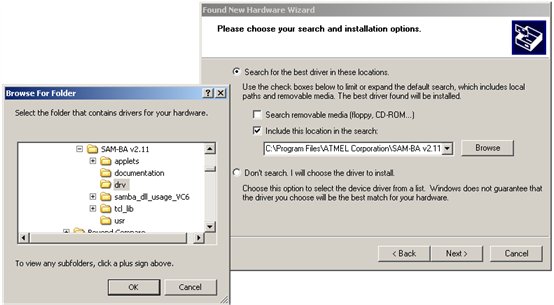 Found New Hardware Wizard
Please choose your search and installation options.
Search for the best driver in these locations.
Use the check boxes below to limit or expand the default search, which includes local
paths and removable media. The best driver found will be installed.
Search removable media (floppy, CD-ROM...)
Include this location in the search:
C:\Program Files\ATMEL Corporation\SAM-BA v2.11
Browse
Don't search. I will choose the driver to install.
Choose this option to select the device driver from a list. Windows does not guarantee that
the driver you choose will be the best match for your hardware.
< Back
Next >
Cancel
Browse For Folder
Select the folder that contains drivers for your hardware.
SAM-BA v2.11
applets
documentation
drv
samba_dll_usage_VC6
tcl_lib
usr
Beyond Compare
To view any subfolders, click a plus sign above.
OK
Cancel